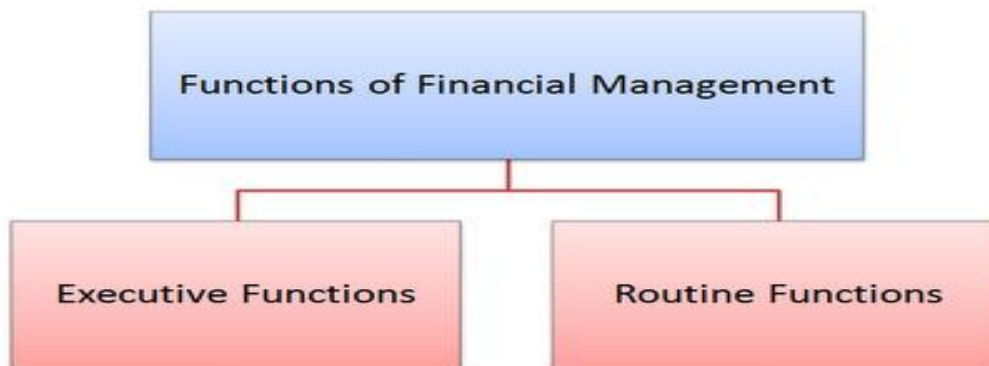 Functions of Financial Management
Executive Functions
Routine Functions